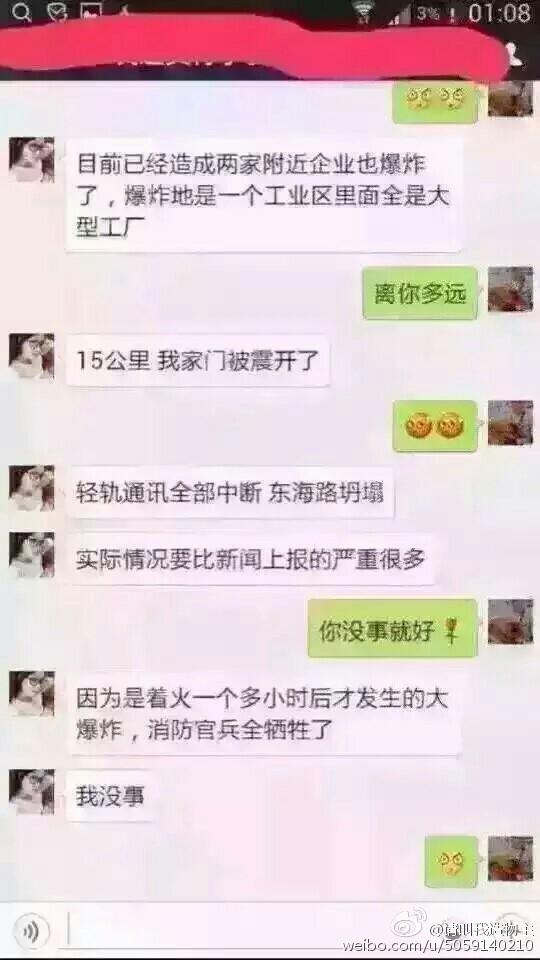 3%
01:08
目前已经造成两家附近企业也爆炸
了，爆炸地是一个工业区里面全是大
型工厂
离你多远
15公里 我家门被震开了
轻轨通讯全部中断 东海路坍塌
实际情况要比新闻上报的严重很多
你没事就好
因为是着火一个多小时后才发生的大
爆炸，消防官兵全牺牲了
我没事
@请叫我造物主
weibo.com/u/5059140210